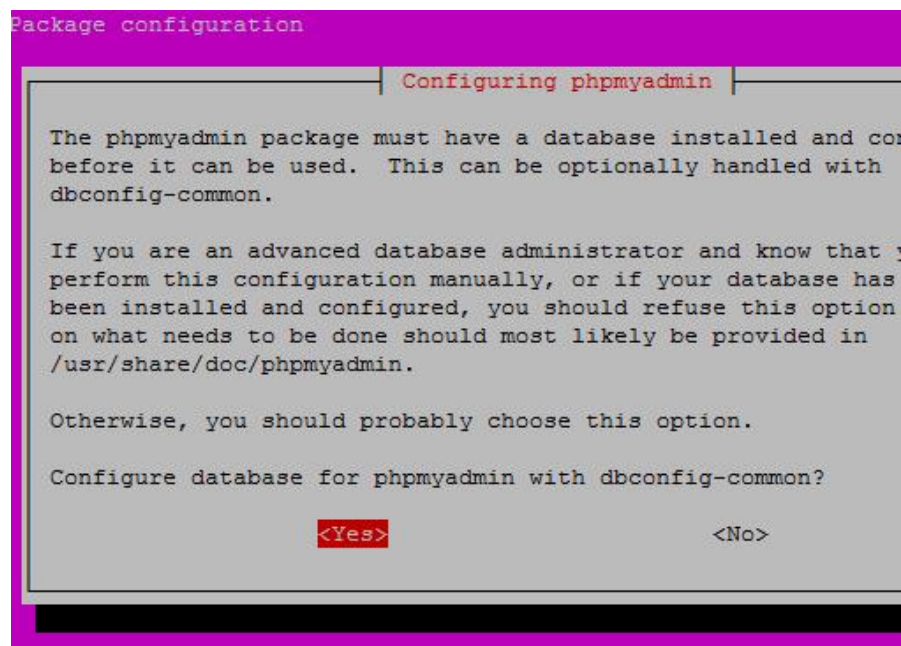 Package configuration
Configuring phpmyadmin
The phpmyadmin package must have a database installed and
before it can be used. This can be optionally handled with
dbconfig-common.
If you are an advanced database administrator and know that
perform this configuration manually, or if your database has
been installed and configured, you should refuse this option
on what needs to be done should most likely be provided in
/usr/share/doc/phpmyadmin.
Otherwise, you should probably choose this option.
Configure database for phpmyadmin with dbconfig-common?
<Yes> <No>